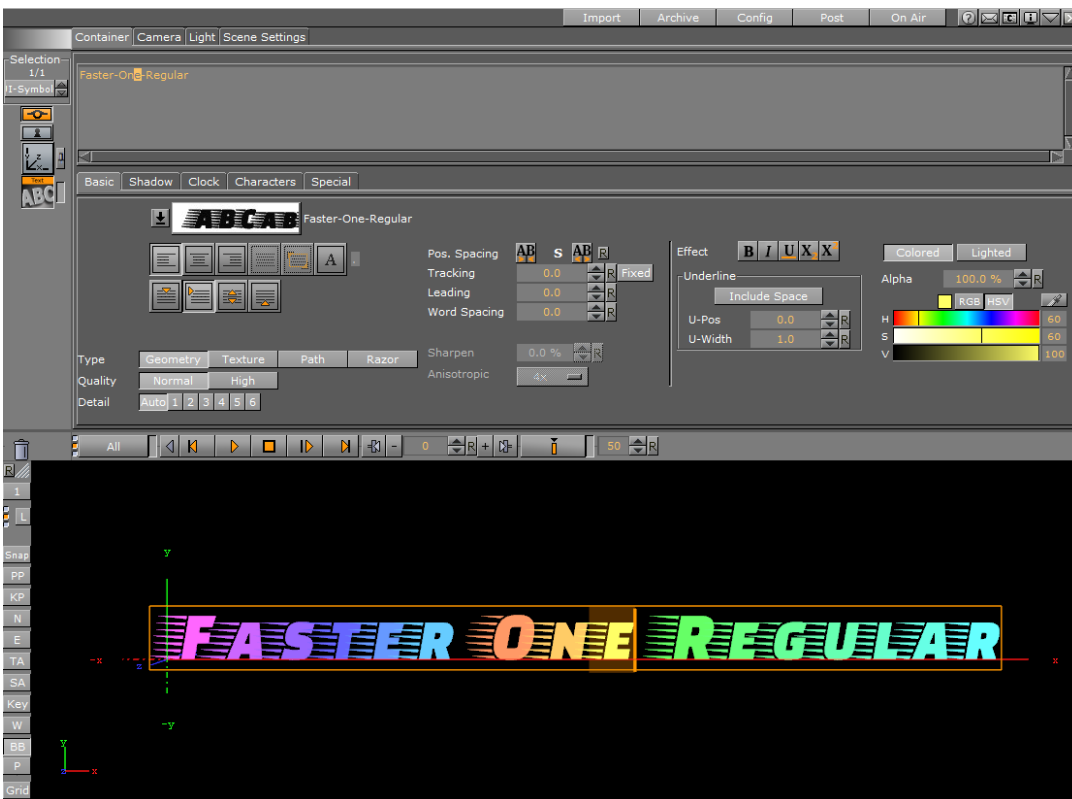 Import Archive Config Post On Air
Container Camera Light Scene Settings
Selection
1/1
I-Symbol
Faster-One-Regular
Text
ABC
Basic Shadow Clock Characters Special
ABCAB Faster-One-Regular
A
Pos. Spacing AB S AB R
Tracking 0.0 R Fixed
Leading 0.0 R
Word Spacing 0.0 R
Sharpen 0.0 % R
Anisotropic 4x
Effect B I U X X
Underline
Include Space
U-Pos 0.0 R
U-Width 1.0 R
Colored Lighted
Alpha 100.0 % R
RGB HSV
H 60
S 60
V 100
Type Geometry Texture Path Razor
Quality Normal High
Detail Auto 1 2 3 4 5 6
All - 0 R + 50 R
R
1
L
Snap
PP
KP
N
E
TA
SA
Key
W
BB
P
Grid
y
Faster One Regular
-x z x
-y
y
z x